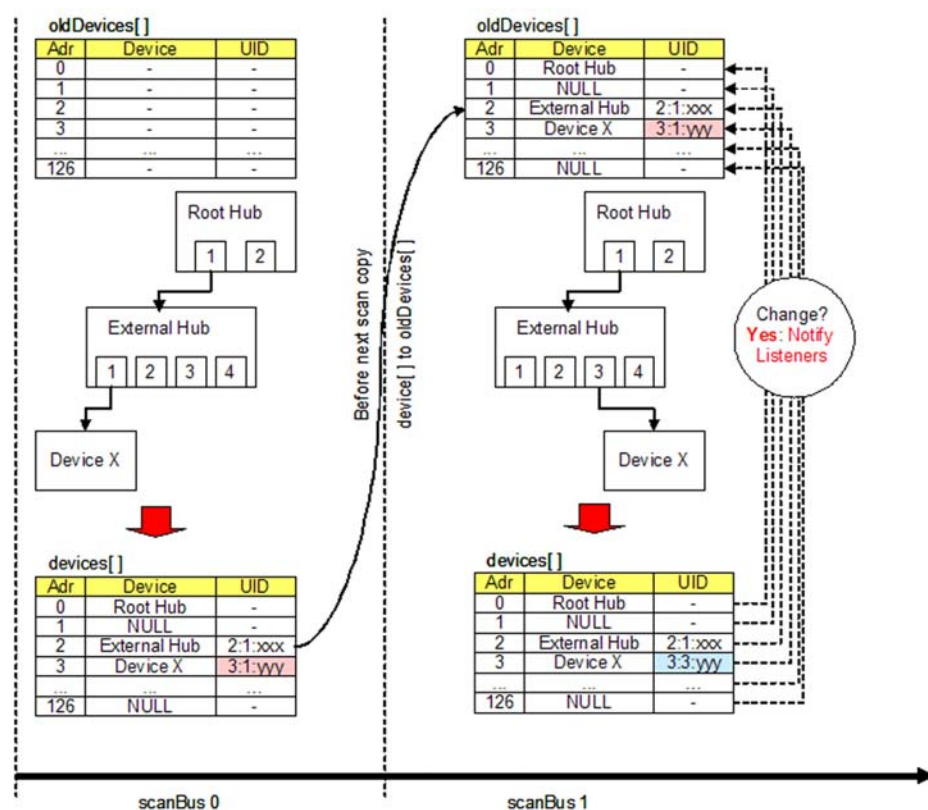 oldDevices[ ]
Adr Device UID
0 - -
1 - -
2 - -
3 - -
... ... ...
126 - -
Root Hub
1 2
External Hub
1 2 3 4
Device X
devices[ ]
Adr Device UID
0 Root Hub -
1 NULL -
2 External Hub 2:1:xxx
3 Device X 3:1:yyy
... ... ...
126 NULL -
scanBus 0
Before next scan copy
device[ ] to oldDevices[ ]
oldDevices[ ]
Adr Device UID
0 Root Hub -
1 NULL -
2 External Hub 2:1:xxx
3 Device X 3:1:yyy
... ... ...
126 NULL -
Root Hub
1 2
External Hub
1 2 3 4
Device X
Change?
Yes: Notify
Listeners
devices[ ]
Adr Device UID
0 Root Hub -
1 NULL -
2 External Hub 2:1:xxx
3 Device X 3:3:yyy
... ... ...
126 NULL -
scanBus 1